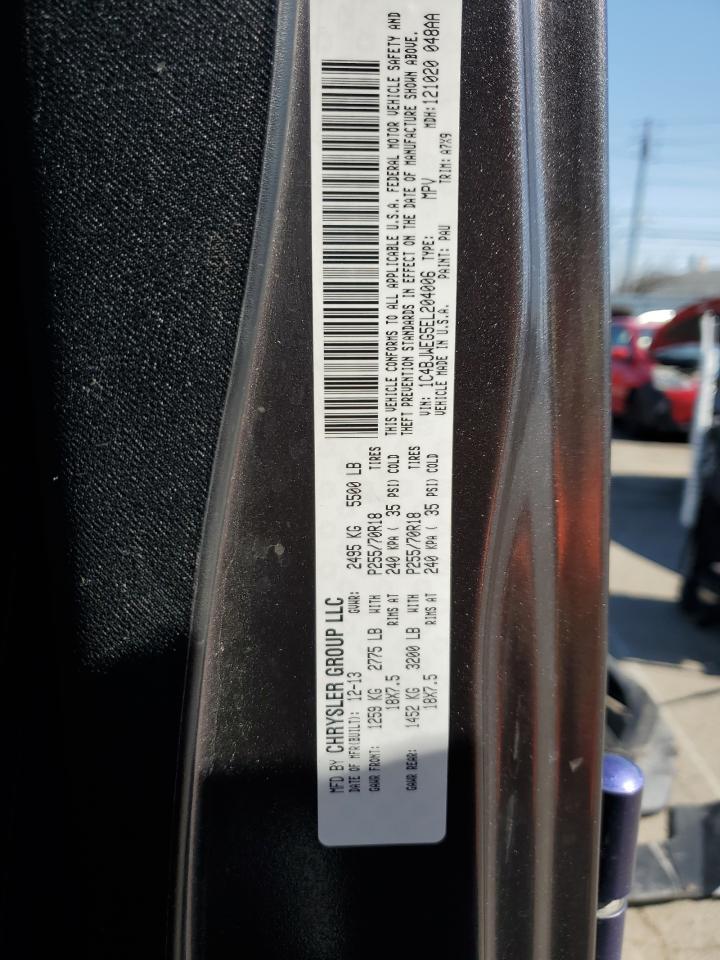 MFD BY CHRYSLER GROUP LLC
DATE OF MFR(BUILT): 12-13 GVWR: 2495 KG 5500 LB
GAWR FRONT: 1259 KG 2775 LB WITH P255/70R18 TIRES
18X7.5 RIMS AT 240 KPA ( 35 PSI) COLD
GAWR REAR: 1452 KG 3200 LB WITH P255/70R18 TIRES
18X7.5 RIMS AT 240 KPA ( 35 PSI) COLD
THIS VEHICLE CONFORMS TO ALL APPLICABLE U.S.A. FEDERAL MOTOR VEHICLE SAFETY AND
THEFT PREVENTION STANDARDS IN EFFECT ON THE DATE OF MANUFACTURE SHOWN ABOVE.
VIN: 1C4BJWEG5EL204006 TYPE: MPV MDH: 121020 048AA
VEHICLE MADE IN U.S.A. PAINT: PAU TRIM: A7X9